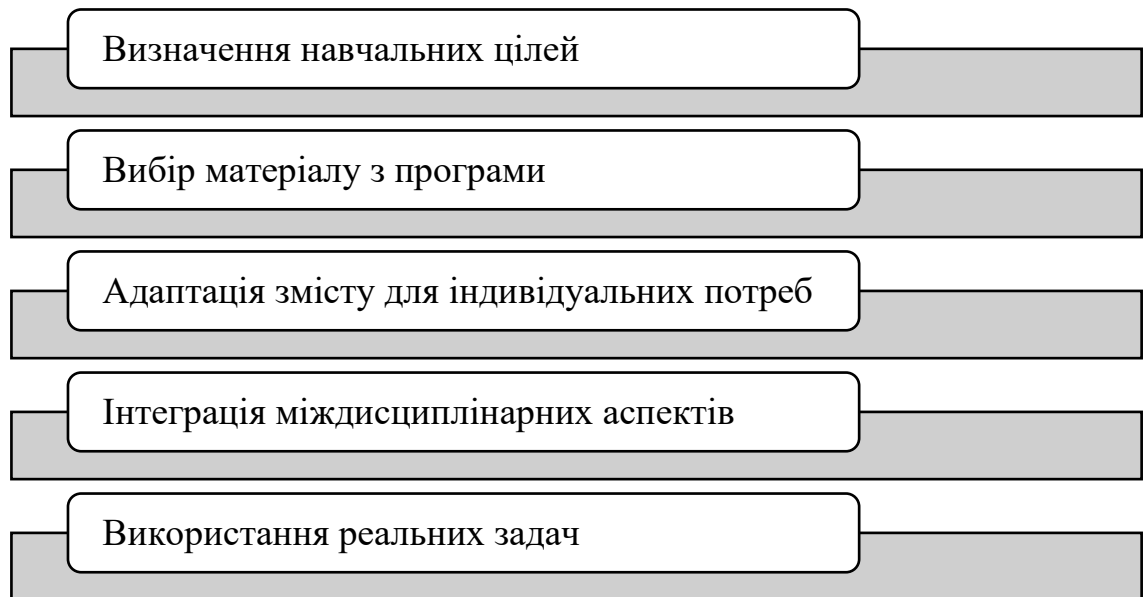 Визначення навчальних цілей
Вибір матеріалу з програми
Адаптація змісту для індивідуальних потреб
Інтеграція міждисциплінарних аспектів
Використання реальних задач